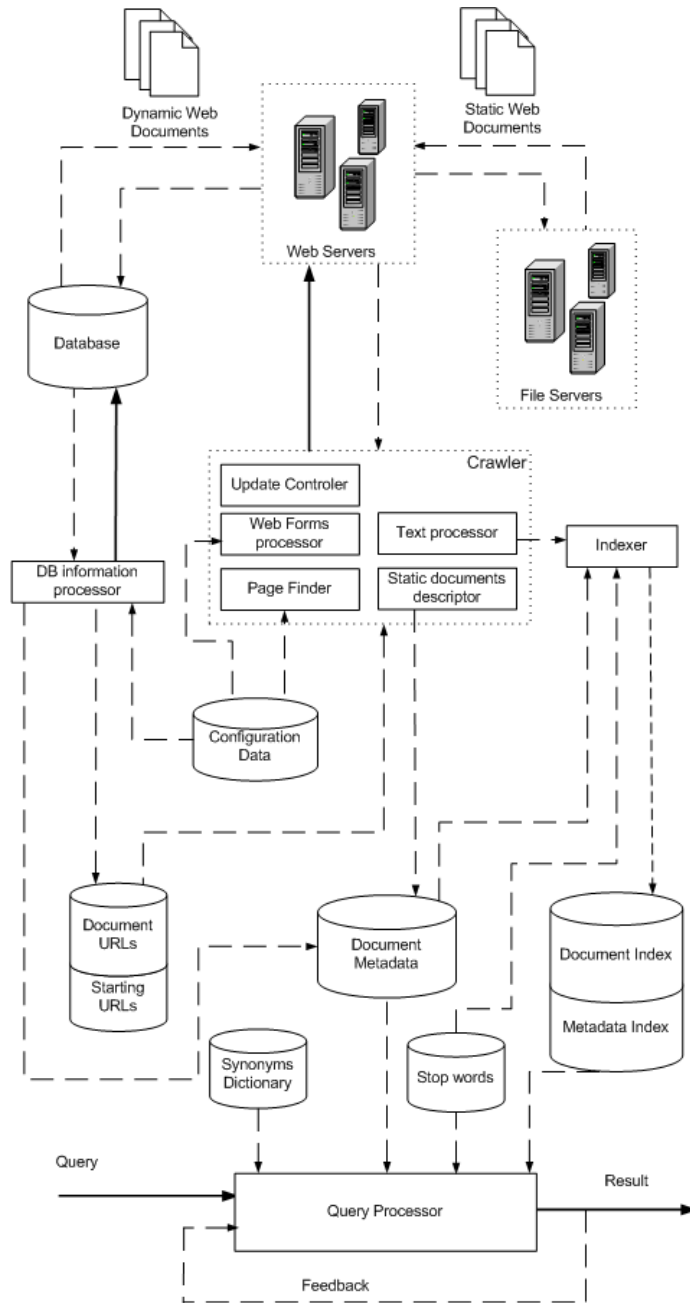 Dynamic Web
Documents
Static Web
Documents
Web Servers
Database
File Servers
Crawler
Update Controler
Web Forms
processor
Text processor
Indexer
DB information
processor
Page Finder
Static documents
descriptor
Configuration
Data
Document
URLs
Starting
URLs
Document
Metadata
Document Index
Metadata Index
Synonyms
Dictionary
Stop words
Query
Result
Query Processor
Feedback